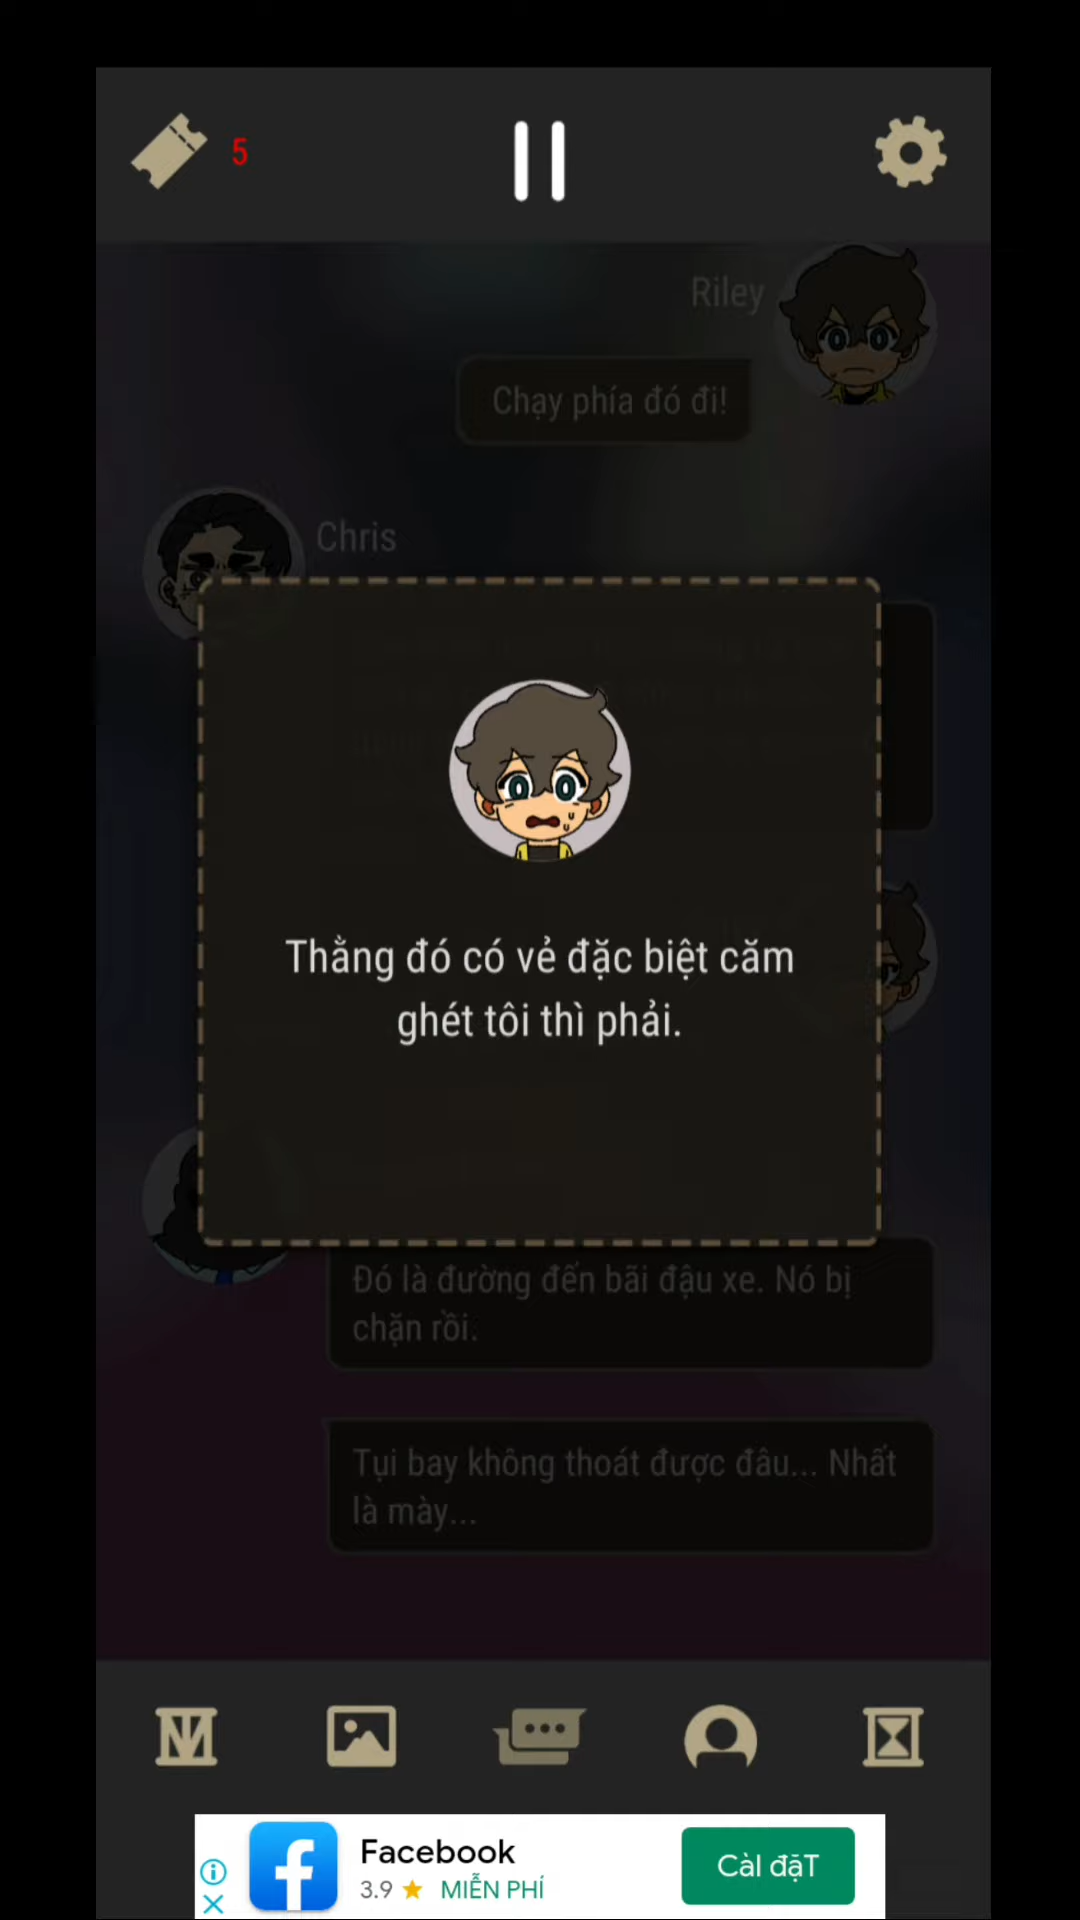 5
Riley
Chạy phía đó đi!
Chris
Thằng đó có vẻ đặc biệt căm
ghét tôi thì phải.
Đó là đường đến bãi đậu xe. Nó bị
chặn rồi.
Tụi bay không thoát được đâu... Nhất
là mày...
Facebook
3.9 ★ MIỄN PHÍ
Cài đặT